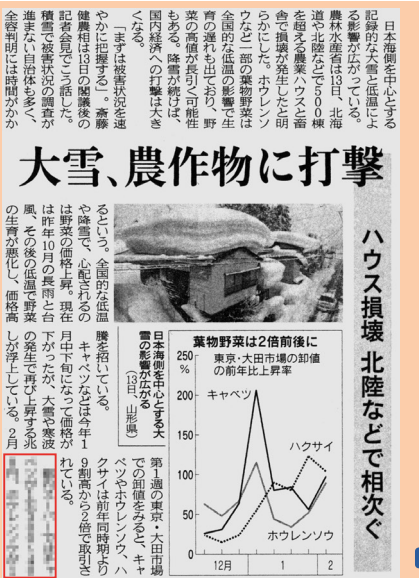 大雪、農作物に打撃
ハウス損壊 北陸などで相次ぐ
日本海側を中心とする
記録的な大雪と低温によ
る影響が広がっている。
農林水産省は13日、北海
道や北陸などで500棟
を超える農業ハウスと畜
舎で損壊が発生したと明
らかにした。ホウレンソ
ウなど一部の葉物野菜は
全国的な低温の影響で生
育の遅れも出ており、野
菜の高値が長引く可能性
もある。降雪が続けば、
国内経済への打撃は大き
くなる。
「まずは被害状況を速
やかに把握する」。斎藤
健農相は13日の閣議後の
記者会見でこう話した。
積雪で被害状況の調査が
進まない自治体も多く、
全容判明には時間がかか
るという。全国的な低温
や降雪で、心配されるの
は野菜の価格上昇。現在
は昨年10月の長雨と台
風、その後の低温で野菜
の生育が悪化し、価格高
騰を招いている。
キャベツなどは今年1
月中下旬になって価格が
下がったが、大雪や寒波
の発生で再び上昇する兆
しが浮上している。2月
第1週の東京・大田市場
での卸値をみると、キャ
ベツやホウレンソウ、ハ
クサイは前年同時期より
9割高から2倍で取引さ
れている。
日本海側を中心とする大
雪の影響が広がる
(13日、山形県)
葉物野菜は2倍前後に
東京・大田市場の卸値
の前年比上昇率
250
%
200
150
100
50
0
キャベツ
ハクサイ
ホウレンソウ
12月
1
2